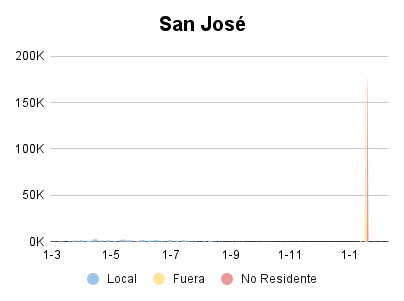 San José
200K
150K
100K
50K
0K
1-3 1-5 1-7 1-9 1-11 1-1
Local Fuera No Residente